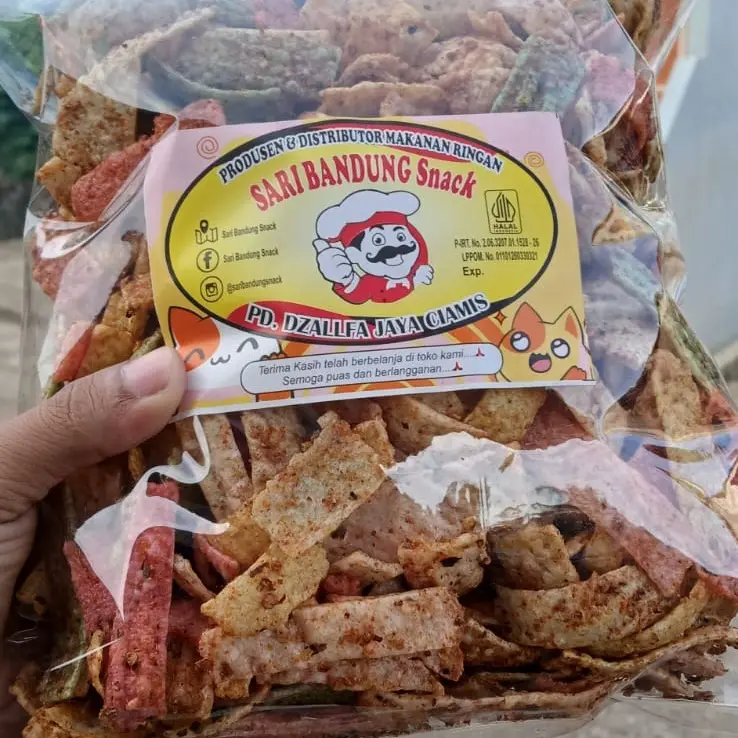 PRODUSEN & DISTRIBUTOR MAKANAN RINGAN
SARI BANDUNG Snack
Sari Bandung Snack
Sari Bandung Snack
@saribandungsnack
HALAL
INDONESIA
P-IRT. No. 2.06.3207.01.1528 - 26
LPPOM. No. 01101260330321
Exp.
PD. DZALLFA JAYA CIAMIS
Terima Kasih telah berbelanja di toko kami....
Semoga puas dan berlangganan....